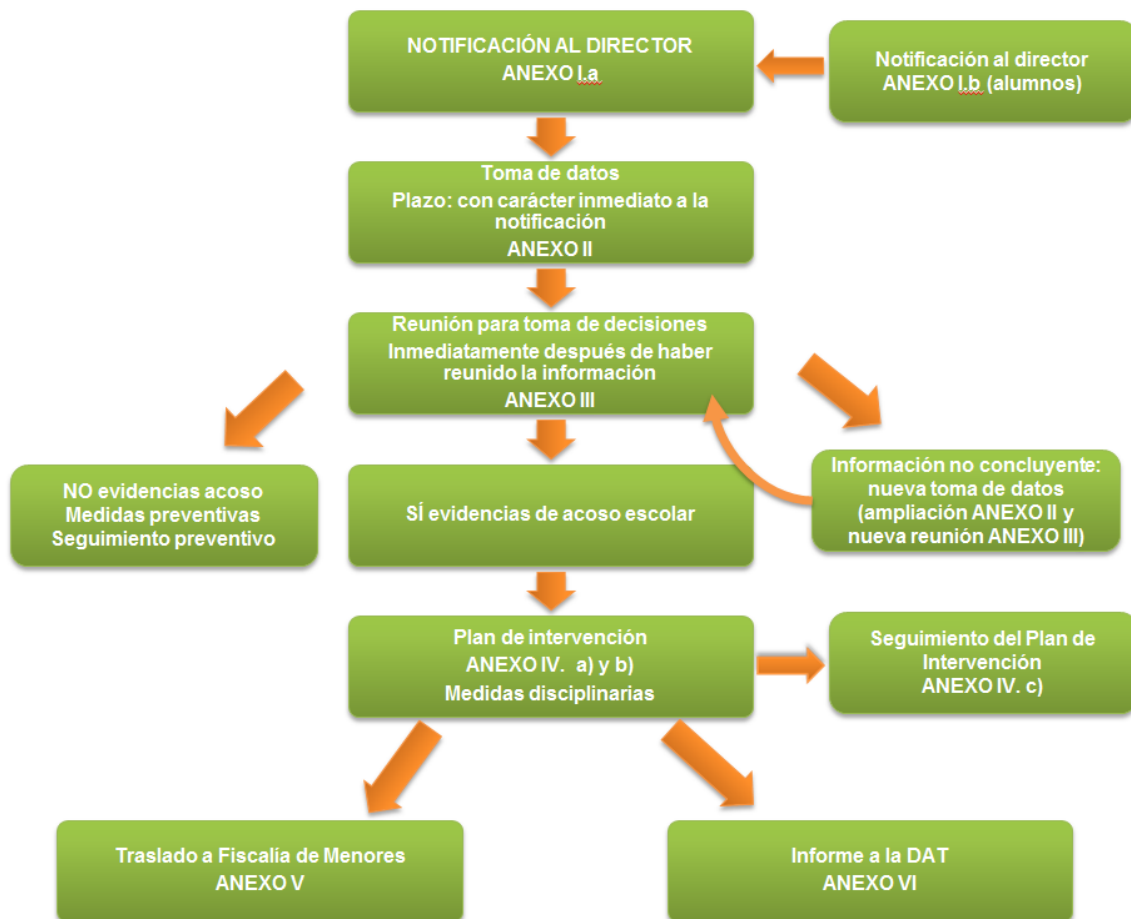 NOTIFICACIÓN AL DIRECTOR
ANEXO I.a
Notificación al director
ANEXO I.b (alumnos)
Toma de datos
Plazo: con carácter inmediato a la
notificación
ANEXO II
Reunión para toma de decisiones
Inmediatamente después de haber
reunido la información
ANEXO III
NO evidencias acoso
Medidas preventivas
Seguimiento preventivo
SÍ evidencias de acoso escolar
Información no concluyente:
nueva toma de datos
(ampliación ANEXO II y
nueva reunión ANEXO III)
Plan de intervención
ANEXO IV. a) y b)
Medidas disciplinarias
Seguimiento del Plan de
Intervención
ANEXO IV. c)
Traslado a Fiscalía de Menores
ANEXO V
Informe a la DAT
ANEXO VI